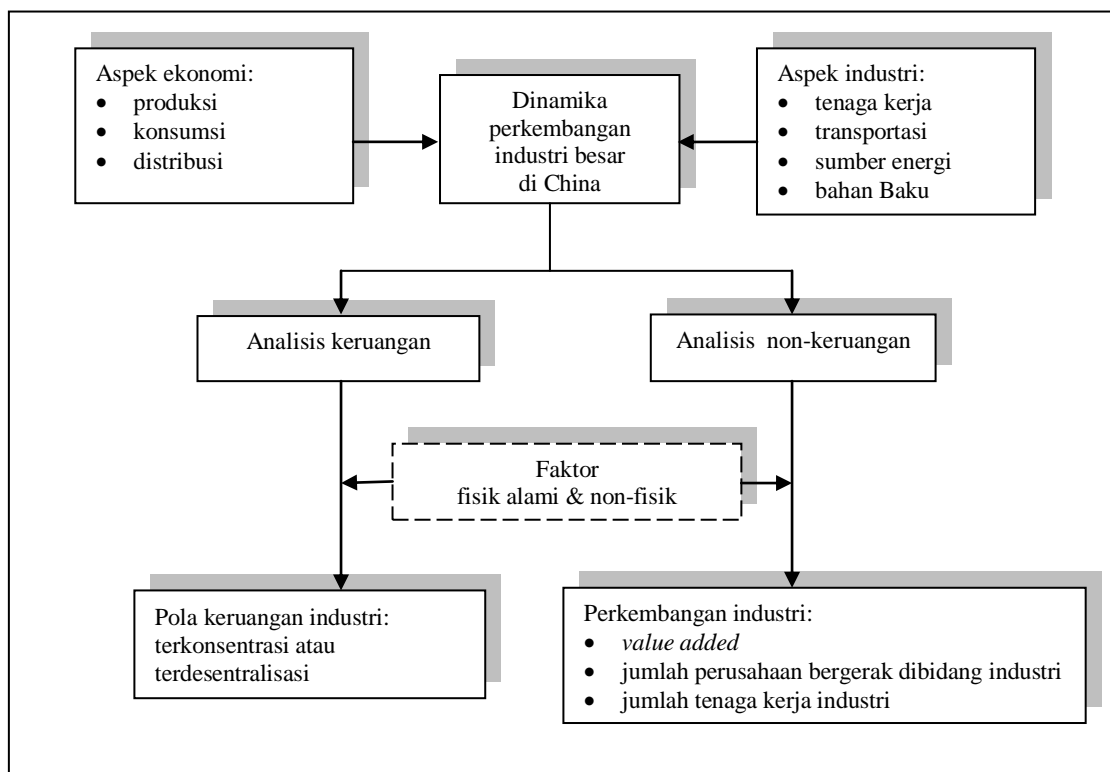 Aspek ekonomi:
• produksi
• konsumsi
• distribusi
Dinamika
perkembangan
industri besar
di China
Aspek industri:
• tenaga kerja
• transportasi
• sumber energi
• bahan Baku
Analisis keruangan
Analisis non-keruangan
Faktor
fisik alami & non-fisik
Pola keruangan industri:
terkonsentrasi atau
terdesentralisasi
Perkembangan industri:
• value added
• jumlah perusahaan bergerak dibidang industri
• jumlah tenaga kerja industri